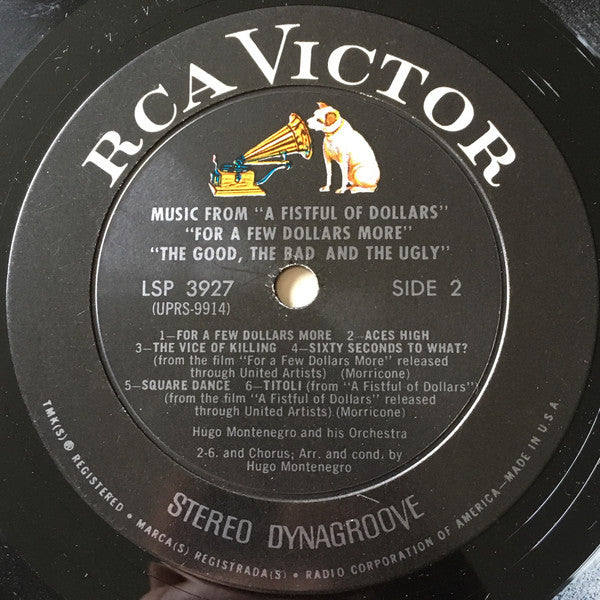 RCA VICTOR
MUSIC FROM "A FISTFUL OF DOLLARS"
"FOR A FEW DOLLARS MORE"
"THE GOOD, THE BAD AND THE UGLY"
LSP 3927 SIDE 2
(UPRS-9914)
1—FOR A FEW DOLLARS MORE 2—ACES HIGH
3—THE VICE OF KILLING 4—SIXTY SECONDS TO WHAT?
(from the film "For a Few Dollars More" released
through United Artists) (Morricone)
5—SQUARE DANCE 6—TITOLI (from "A Fistful of Dollars")
(from the film "A Fistful of Dollars" released
through United Artists) (Morricone)
Hugo Montenegro and his Orchestra
2-6. and Chorus; Arr. and cond. by
Hugo Montenegro
STEREO DYNAGROOVE
TMK(S) ® REGISTERED • MARCA(S) REGISTRADA(S) • RADIO CORPORATION OF AMERICA—MADE IN U.S.A.